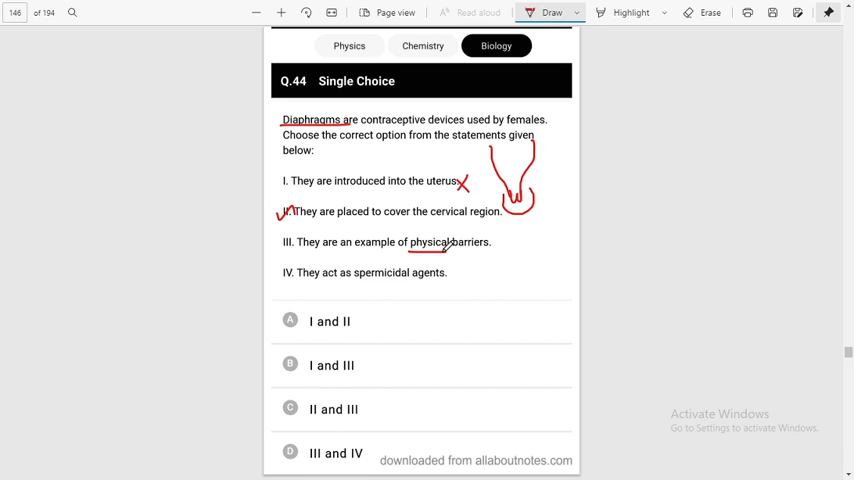 146 of 194
Page view
Read aloud
Draw
Highlight
Erase
Physics
Chemistry
Biology
Q.44 Single Choice
Diaphragms are contraceptive devices used by females.
Choose the correct option from the statements given
below:
I. They are introduced into the uterus.
II. They are placed to cover the cervical region.
III. They are an example of physical barriers.
IV. They act as spermicidal agents.
A I and II
B I and III
C II and III
D III and IV
downloaded from allaboutnotes.com
Activate Windows
Go to Settings to activate Windows.